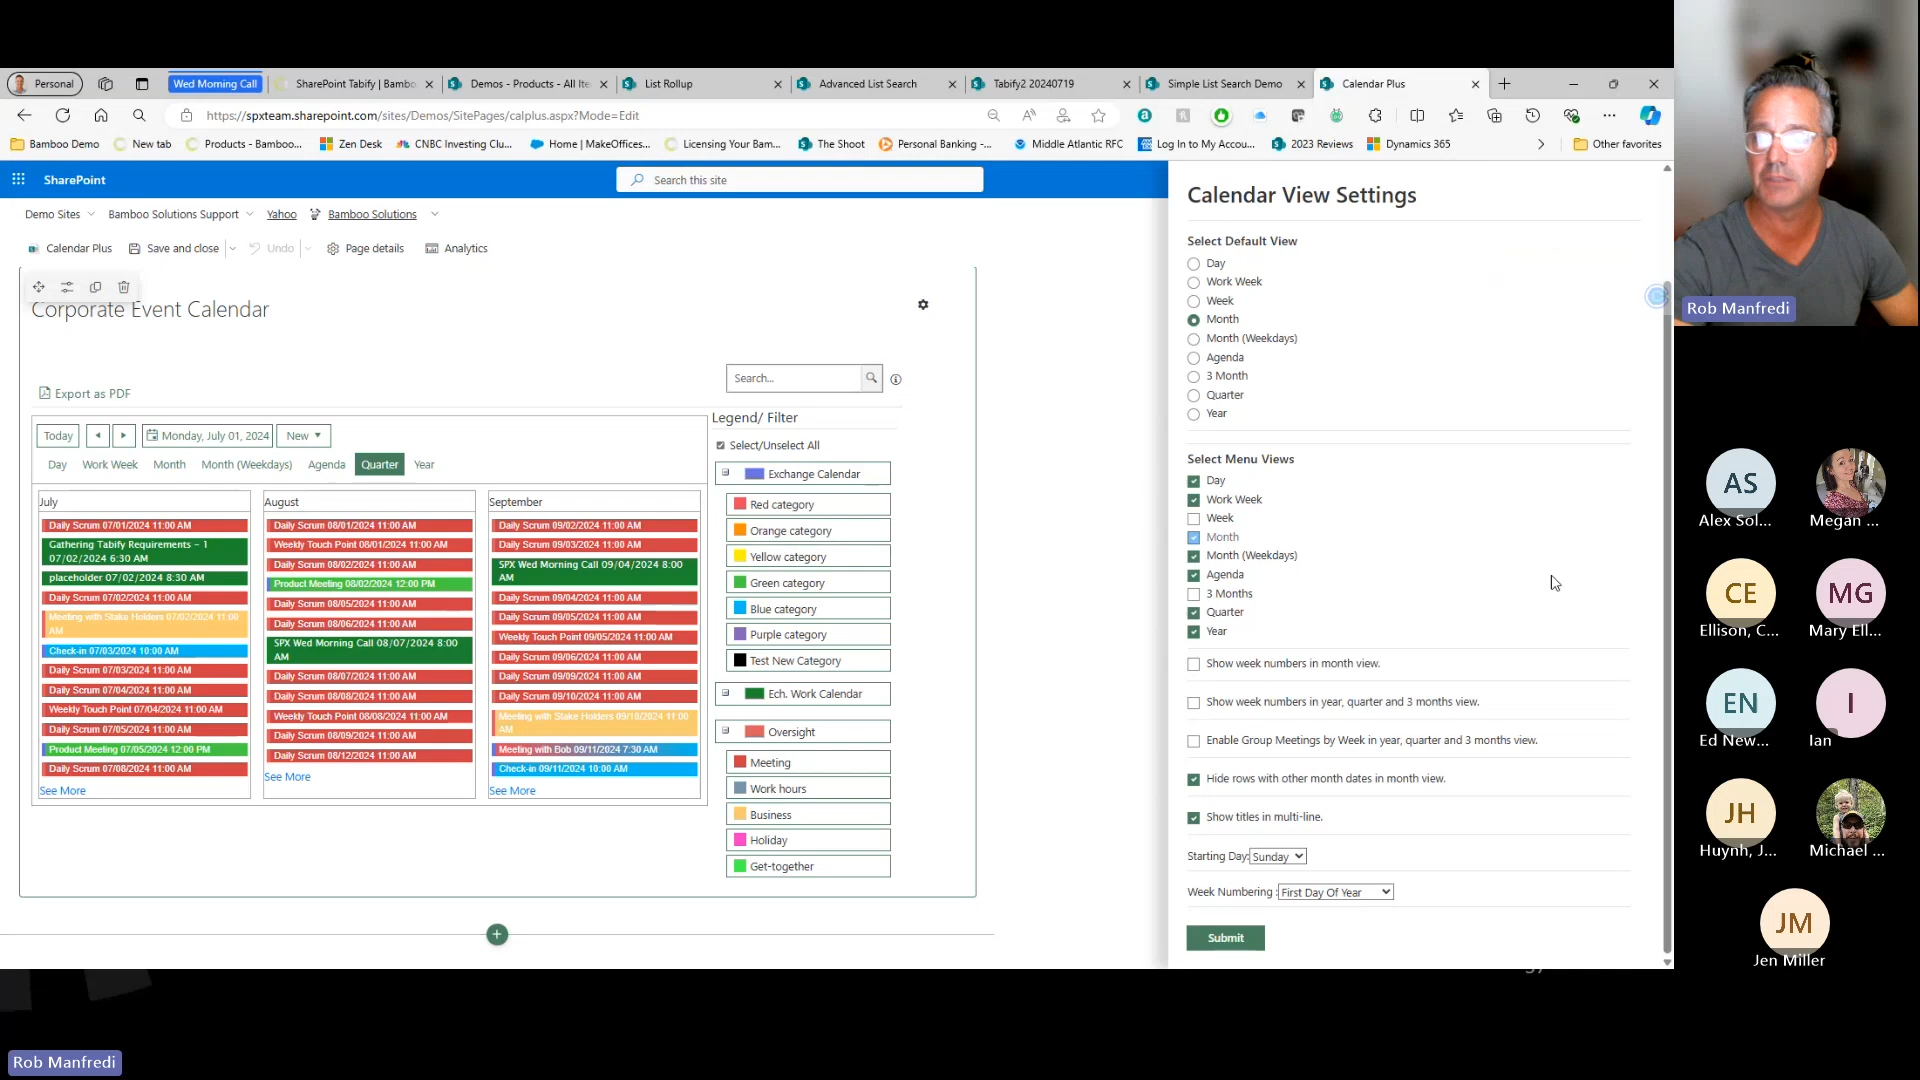 Personal
Wed Morning Call
SharePoint Tabify | Bambo
Demos - Products - All Ite
List Rollup
Advanced List Search
Tabify2 20240719
Simple List Search Demo
Calendar Plus
https://spxteam.sharepoint.com/sites/Demos/SitePages/calplus.aspx?Mode=Edit
Bamboo Demo
New tab
Products - Bamboo...
Zen Desk
CNBC Investing Clu...
Home | MakeOffices...
Licensing Your Bam...
The Shoot
Personal Banking -...
Middle Atlantic RFC
Log In to My Accou...
2023 Reviews
Dynamics 365
Other favorites
SharePoint
Search this site
Demo Sites
Bamboo Solutions Support
Yahoo
Bamboo Solutions
Calendar Plus
Save and close
Undo
Page details
Analytics
Corporate Event Calendar
Export as PDF
Search...
Today
Monday, July 01, 2024
New
Day
Work Week
Month
Month (Weekdays)
Agenda
Quarter
Year
July
Daily Scrum 07/01/2024 11:00 AM
Gathering Tabify Requirements - 1
07/02/2024 6:30 AM
placeholder 07/02/2024 8:30 AM
Daily Scrum 07/02/2024 11:00 AM
Meeting with Stake Holders 07/02/2024 11:00
AM
Check-in 07/03/2024 10:00 AM
Daily Scrum 07/03/2024 11:00 AM
Daily Scrum 07/04/2024 11:00 AM
Weekly Touch Point 07/04/2024 11:00 AM
Daily Scrum 07/05/2024 11:00 AM
Product Meeting 07/05/2024 12:00 PM
Daily Scrum 07/08/2024 11:00 AM
See More
August
Daily Scrum 08/01/2024 11:00 AM
Weekly Touch Point 08/01/2024 11:00 AM
Daily Scrum 08/02/2024 11:00 AM
Product Meeting 08/02/2024 12:00 PM
Daily Scrum 08/05/2024 11:00 AM
Daily Scrum 08/06/2024 11:00 AM
SPX Wed Morning Call 08/07/2024 8:00
AM
Daily Scrum 08/07/2024 11:00 AM
Daily Scrum 08/08/2024 11:00 AM
Weekly Touch Point 08/08/2024 11:00 AM
Daily Scrum 08/09/2024 11:00 AM
Daily Scrum 08/12/2024 11:00 AM
See More
September
Daily Scrum 09/02/2024 11:00 AM
Daily Scrum 09/03/2024 11:00 AM
SPX Wed Morning Call 09/04/2024 8:00
AM
Daily Scrum 09/04/2024 11:00 AM
Daily Scrum 09/05/2024 11:00 AM
Weekly Touch Point 09/05/2024 11:00 AM
Daily Scrum 09/06/2024 11:00 AM
Daily Scrum 09/09/2024 11:00 AM
Daily Scrum 09/10/2024 11:00 AM
Meeting with Stake Holders 09/10/2024 11:00
AM
Meeting with Bob 09/11/2024 7:30 AM
Check-in 09/11/2024 10:00 AM
See More
Legend/ Filter
Select/Unselect All
Exchange Calendar
Red category
Orange category
Yellow category
Green category
Blue category
Purple category
Test New Category
Ech. Work Calendar
Oversight
Meeting
Work hours
Business
Holiday
Get-together
Calendar View Settings
Select Default View
Day
Work Week
Week
Month
Month (Weekdays)
Agenda
3 Month
Quarter
Year
Select Menu Views
Day
Work Week
Week
Month
Month (Weekdays)
Agenda
3 Months
Quarter
Year
Show week numbers in month view.
Show week numbers in year, quarter and 3 months view.
Enable Group Meetings by Week in year, quarter and 3 months view.
Hide rows with other month dates in month view.
Show titles in multi-line.
Starting Day: Sunday
Week Numbering : First Day Of Year
Submit
Rob Manfredi
AS
Alex Sol...
Megan ...
CE
Ellison, C...
MG
Mary Ell...
EN
Ed New...
I
Ian
JH
Huynh, J...
Michael ...
JM
Jen Miller
Rob Manfredi